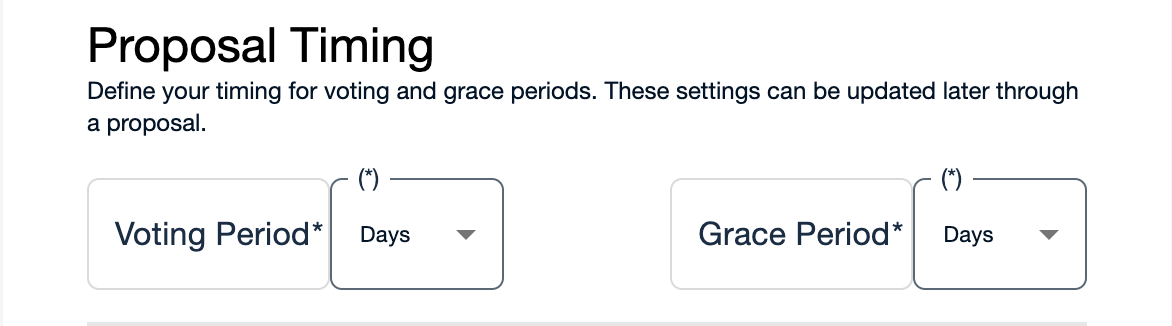 Proposal Timing
Define your timing for voting and grace periods. These settings can be updated later through
a proposal.
(*) (*)
Voting Period* Days Grace Period* Days